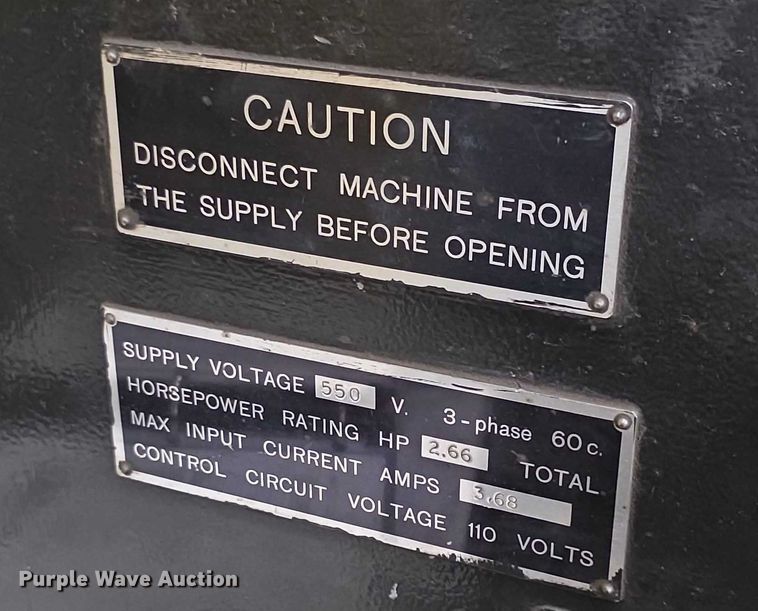 CAUTION
DISCONNECT MACHINE FROM
THE SUPPLY BEFORE OPENING
SUPPLY VOLTAGE 550 V. 3-phase 60 c.
HORSEPOWER RATING HP 2.66 TOTAL
MAX INPUT CURRENT AMPS 3.68
CONTROL CIRCUIT VOLTAGE 110 VOLTS
Purple Wave Auction